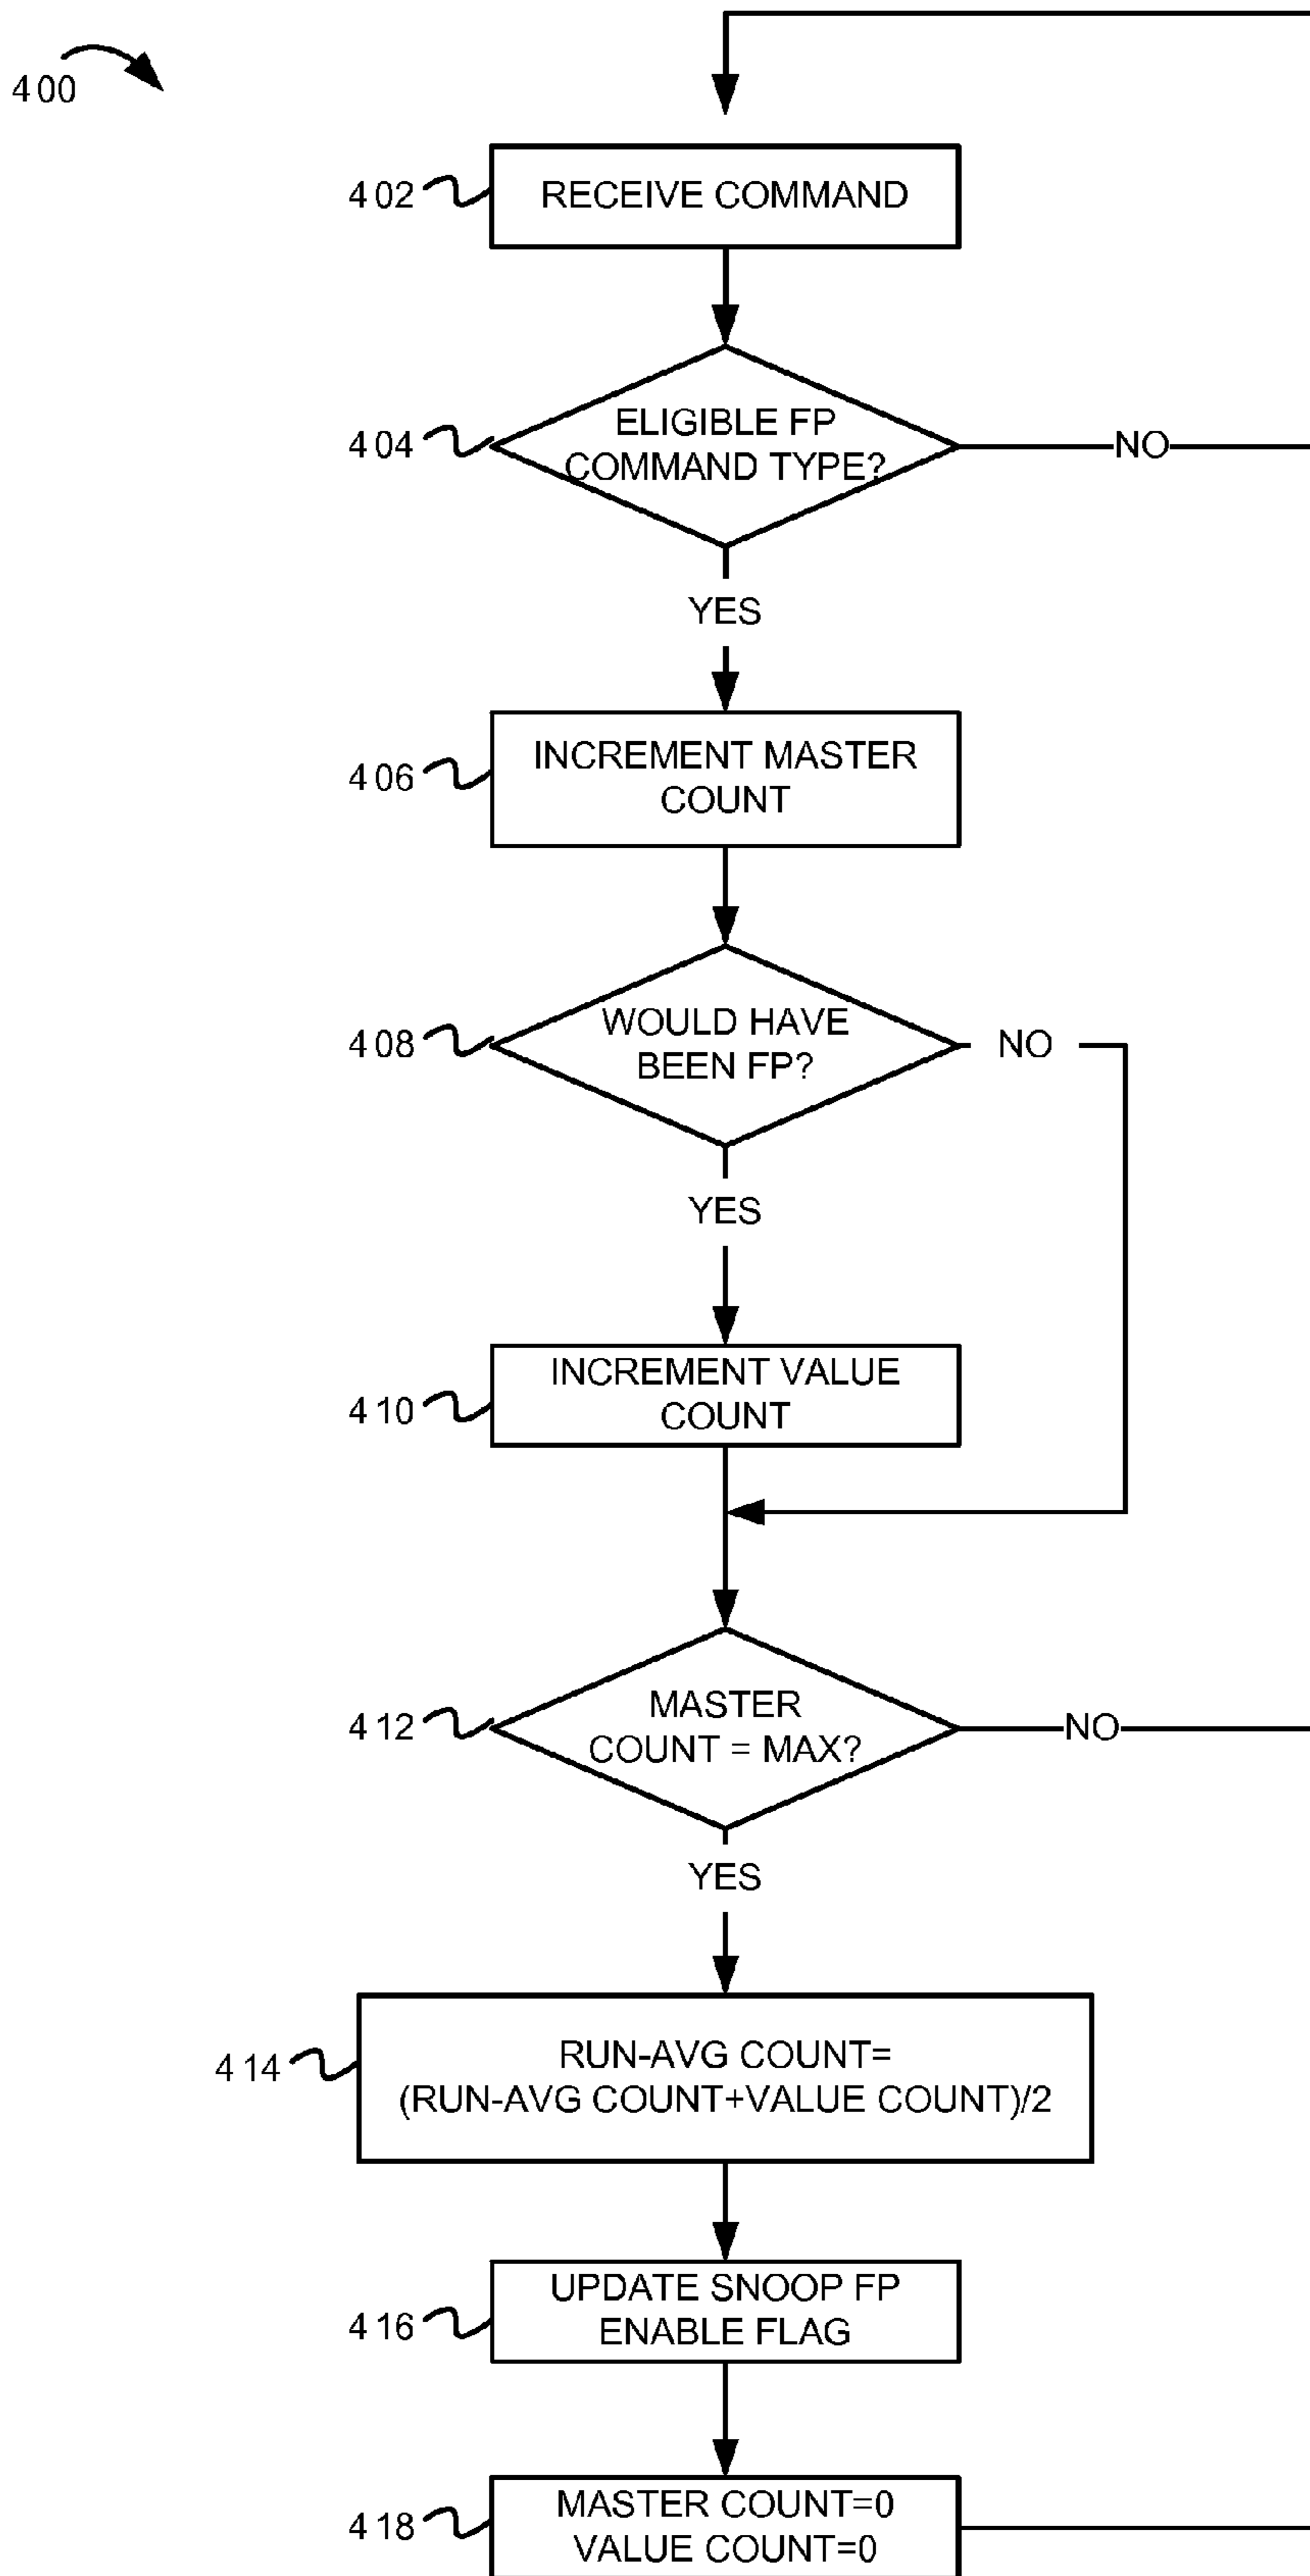 400
402
RECEIVE COMMAND
404
ELIGIBLE FP
COMMAND TYPE?
NO
YES
406
INCREMENT MASTER
COUNT
408
WOULD HAVE
BEEN FP?
NO
YES
410
INCREMENT VALUE
COUNT
412
MASTER
COUNT = MAX?
NO
YES
414
RUN-AVG COUNT=
(RUN-AVG COUNT+VALUE COUNT)/2
416
UPDATE SNOOP FP
ENABLE FLAG
418
MASTER COUNT=0
VALUE COUNT=0